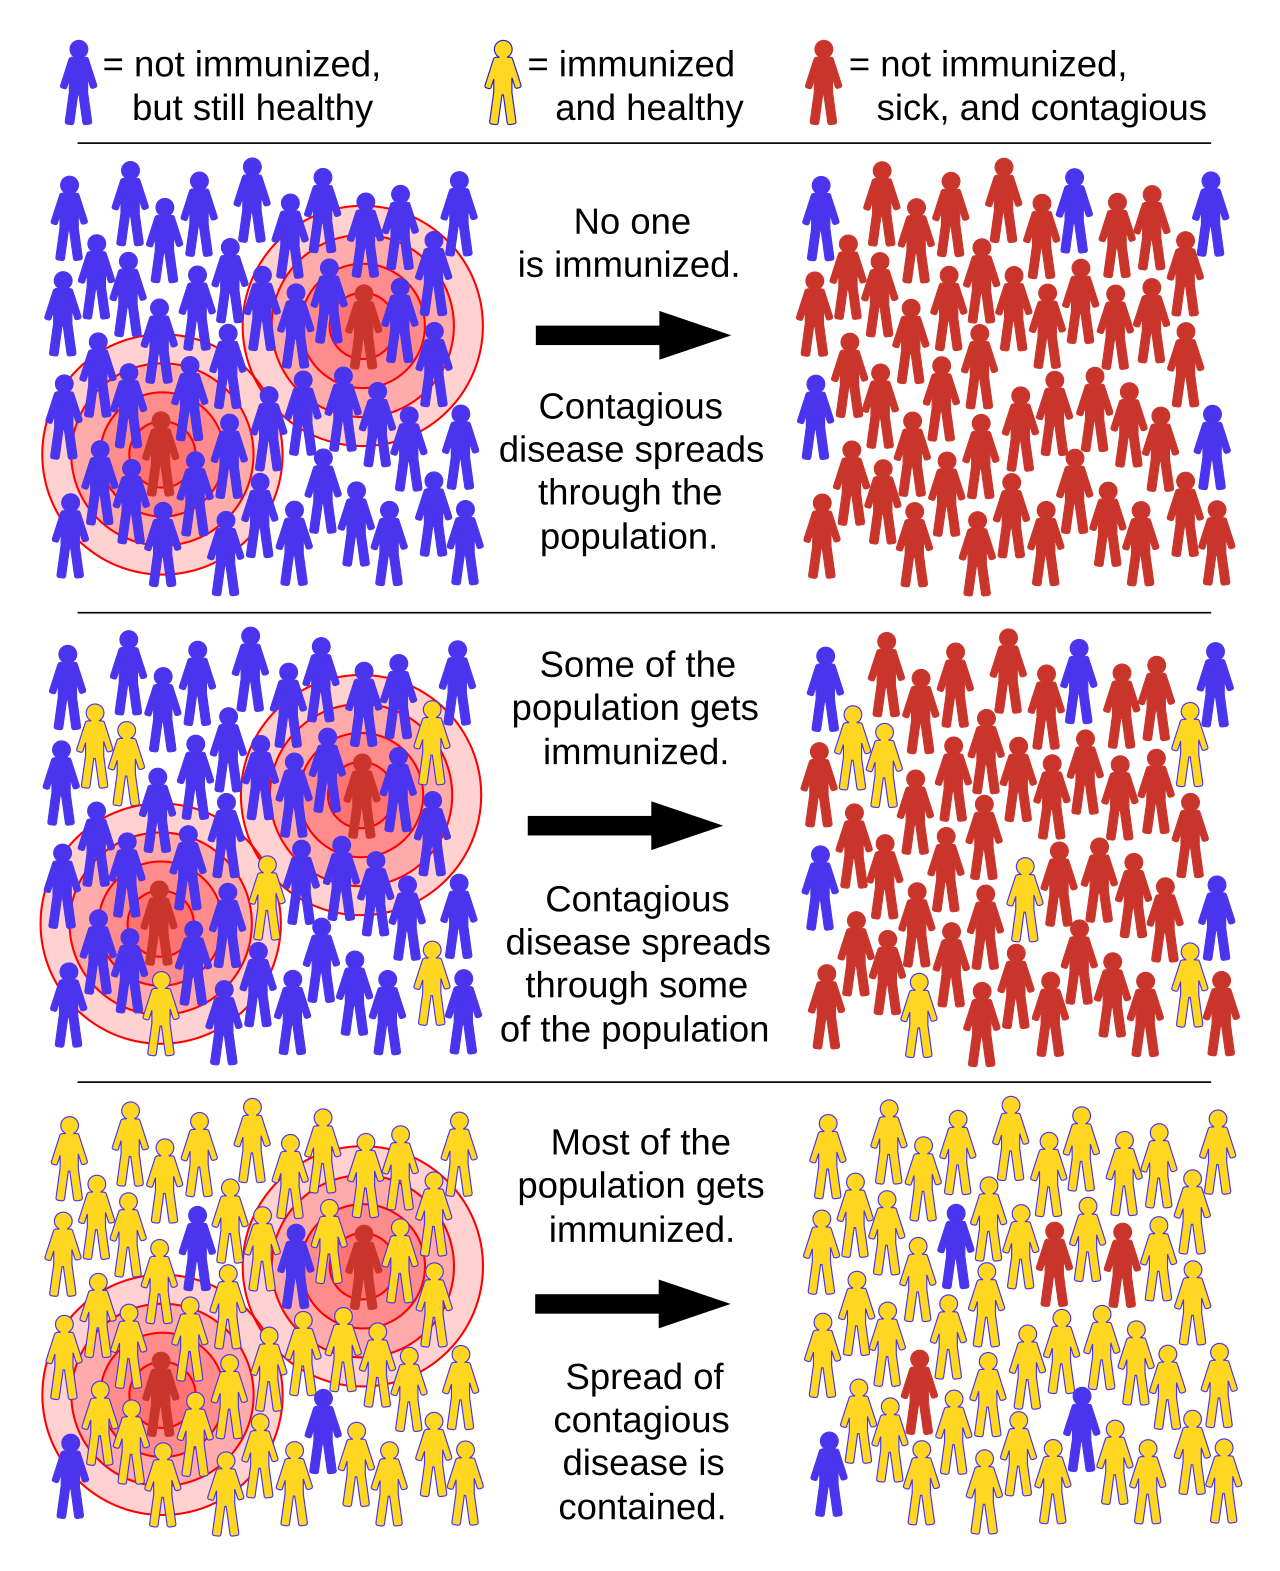 = not immunized,
but still healthy
= immunized
and healthy
= not immunized,
sick, and contagious
No one
is immunized.
Contagious
disease spreads
through the
population.
Some of the
population gets
immunized.
Contagious
disease spreads
through some
of the population
Most of the
population gets
immunized.
Spread of
contagious
disease is
contained.